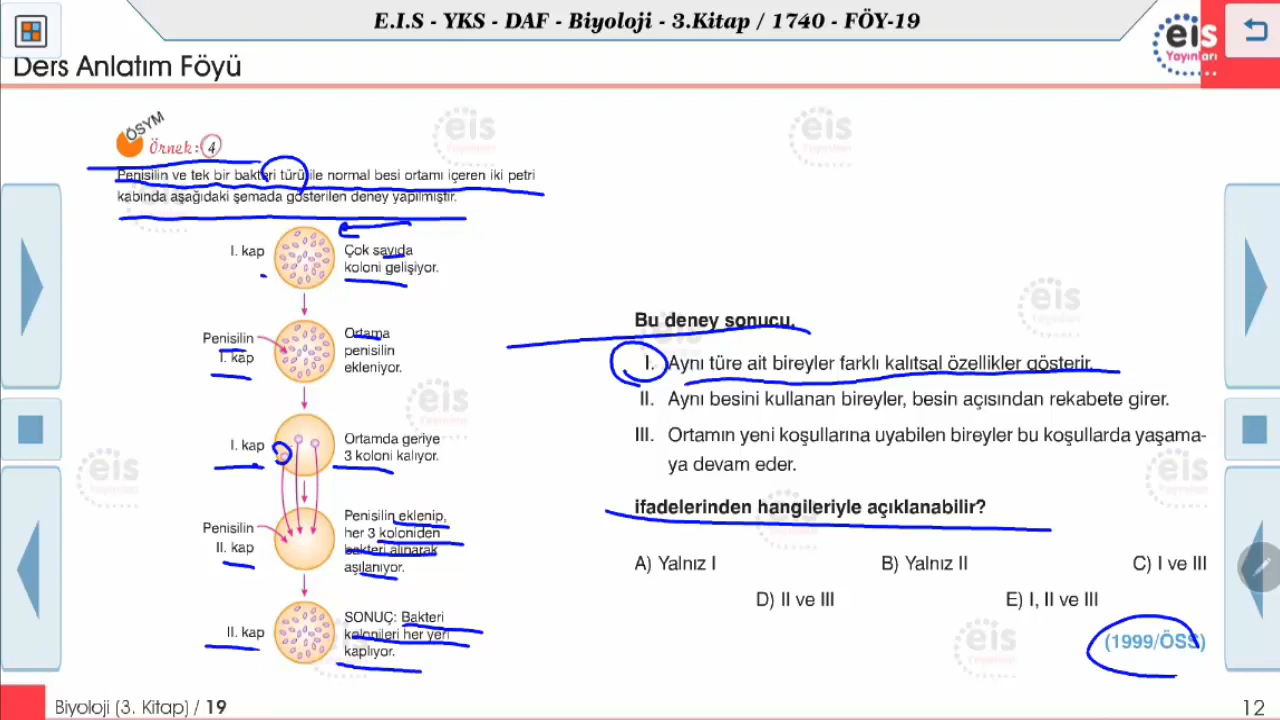 E.I.S - YKS - DAF - Biyoloji - 3.Kitap / 1740 - FÖY-19
eis
Yayınları
Ders Anlatım Föyü
ÖSYM
Örnek: 4
Penisilin ve tek bir bakteri türü ile normal besi ortamı içeren iki petri
kabında aşağıdaki şemada gösterilen deney yapılmıştır.
I. kap
Çok sayıda
koloni gelişiyor.
Penisilin
I. kap
Ortama
penisilin
ekleniyor.
I. kap
Ortamda geriye
3 koloni kalıyor.
Penisilin
II. kap
Penisilin eklenip,
her 3 koloniden
bakteri alınarak
aşılanıyor.
II. kap
SONUÇ: Bakteri
kolonileri her yeri
kaplıyor.
Bu deney sonucu,
I. Aynı türe ait bireyler farklı kalıtsal özellikler gösterir.
II. Aynı besini kullanan bireyler, besin açısından rekabete girer.
III. Ortamın yeni koşullarına uyabilen bireyler bu koşullarda yaşama-
ya devam eder.
ifadelerinden hangileriyle açıklanabilir?
A) Yalnız I B) Yalnız II C) I ve III
D) II ve III E) I, II ve III
(1999/ÖSS)
Biyoloji (3. Kitap) / 19
12